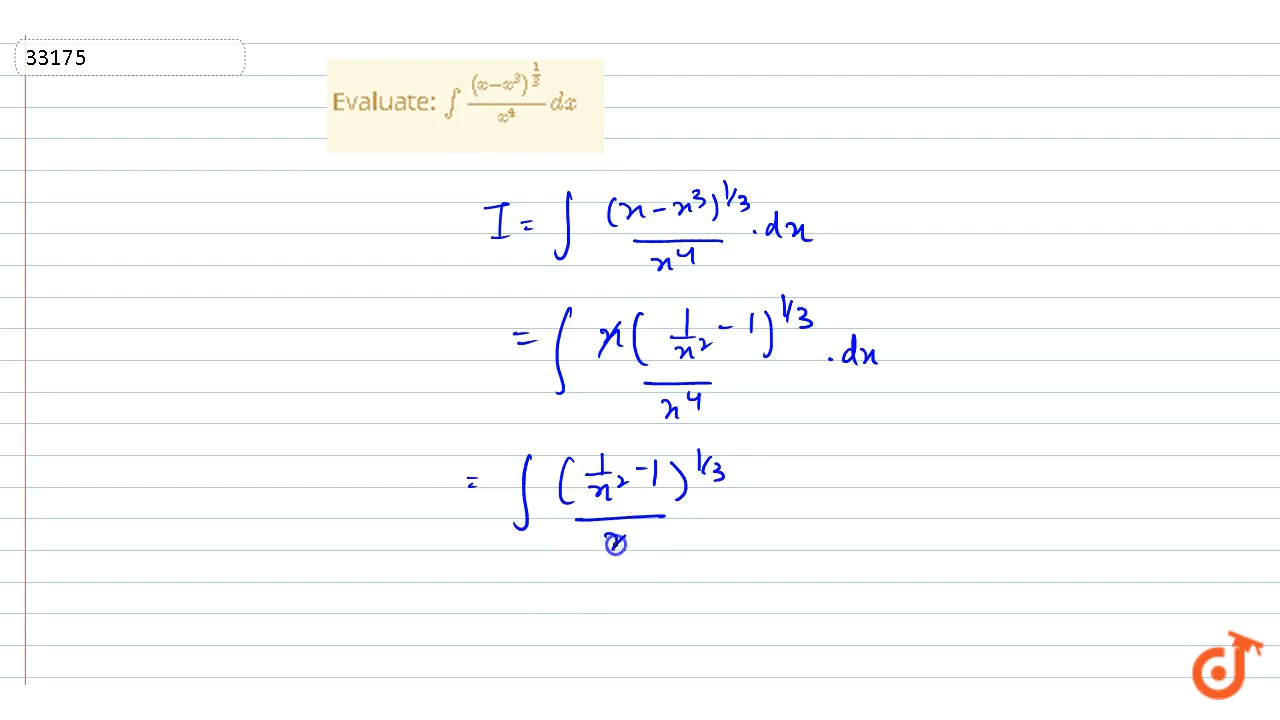 33175
Evaluate: ∫ (x−x³)^(1/3) / x⁴ dx
I = ∫ (x − x³)^(1/3) / x⁴ . dx
= ∫ x(1/x² − 1)^(1/3) / x⁴ . dx
= ∫ (1/x² − 1)^(1/3) / x